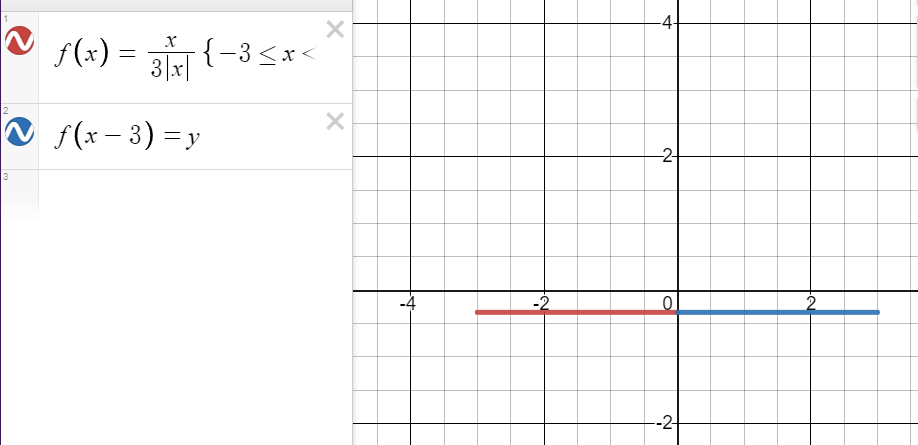 1
f(x) = x/(3|x|) {−3 ≤ x <
2
f(x − 3) = y
3
4
2
-4 -2 0 2
-2